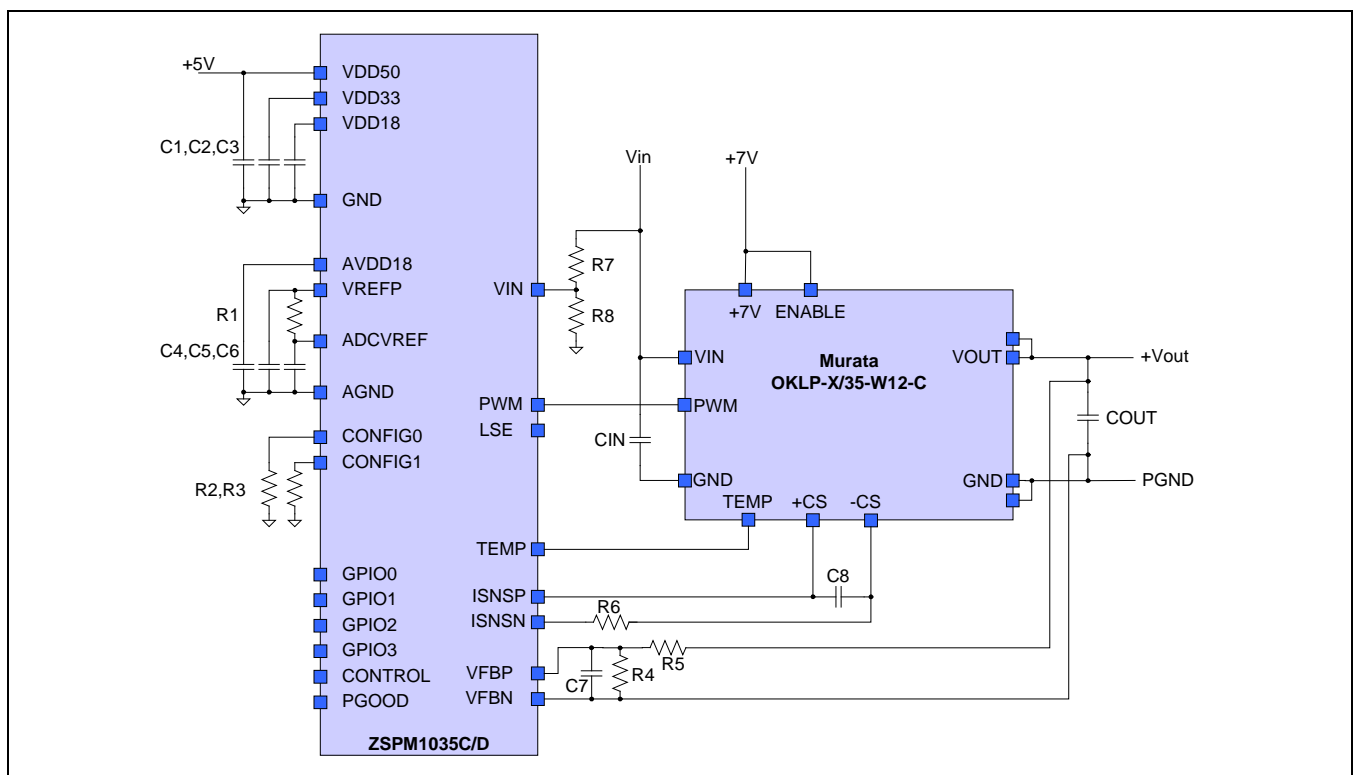 +5V
VDD50
VDD33
VDD18
C1,C2,C3
GND
AVDD18
VREFP
R1
ADCVREF
C4,C5,C6
AGND
CONFIG0
CONFIG1
R2,R3
GPIO0
GPIO1
GPIO2
GPIO3
CONTROL
PGOOD
VIN
PWM
LSE
TEMP
ISNSP
ISNSN
VFBP
VFBN
ZSPM1035C/D
Vin
+7V
R7
R8
CIN
+7V
ENABLE
VIN
Murata
OKLP-X/35-W12-C
VOUT
+Vout
PWM
COUT
GND
GND
PGND
TEMP
+CS
-CS
C8
R6
R5
C7
R4